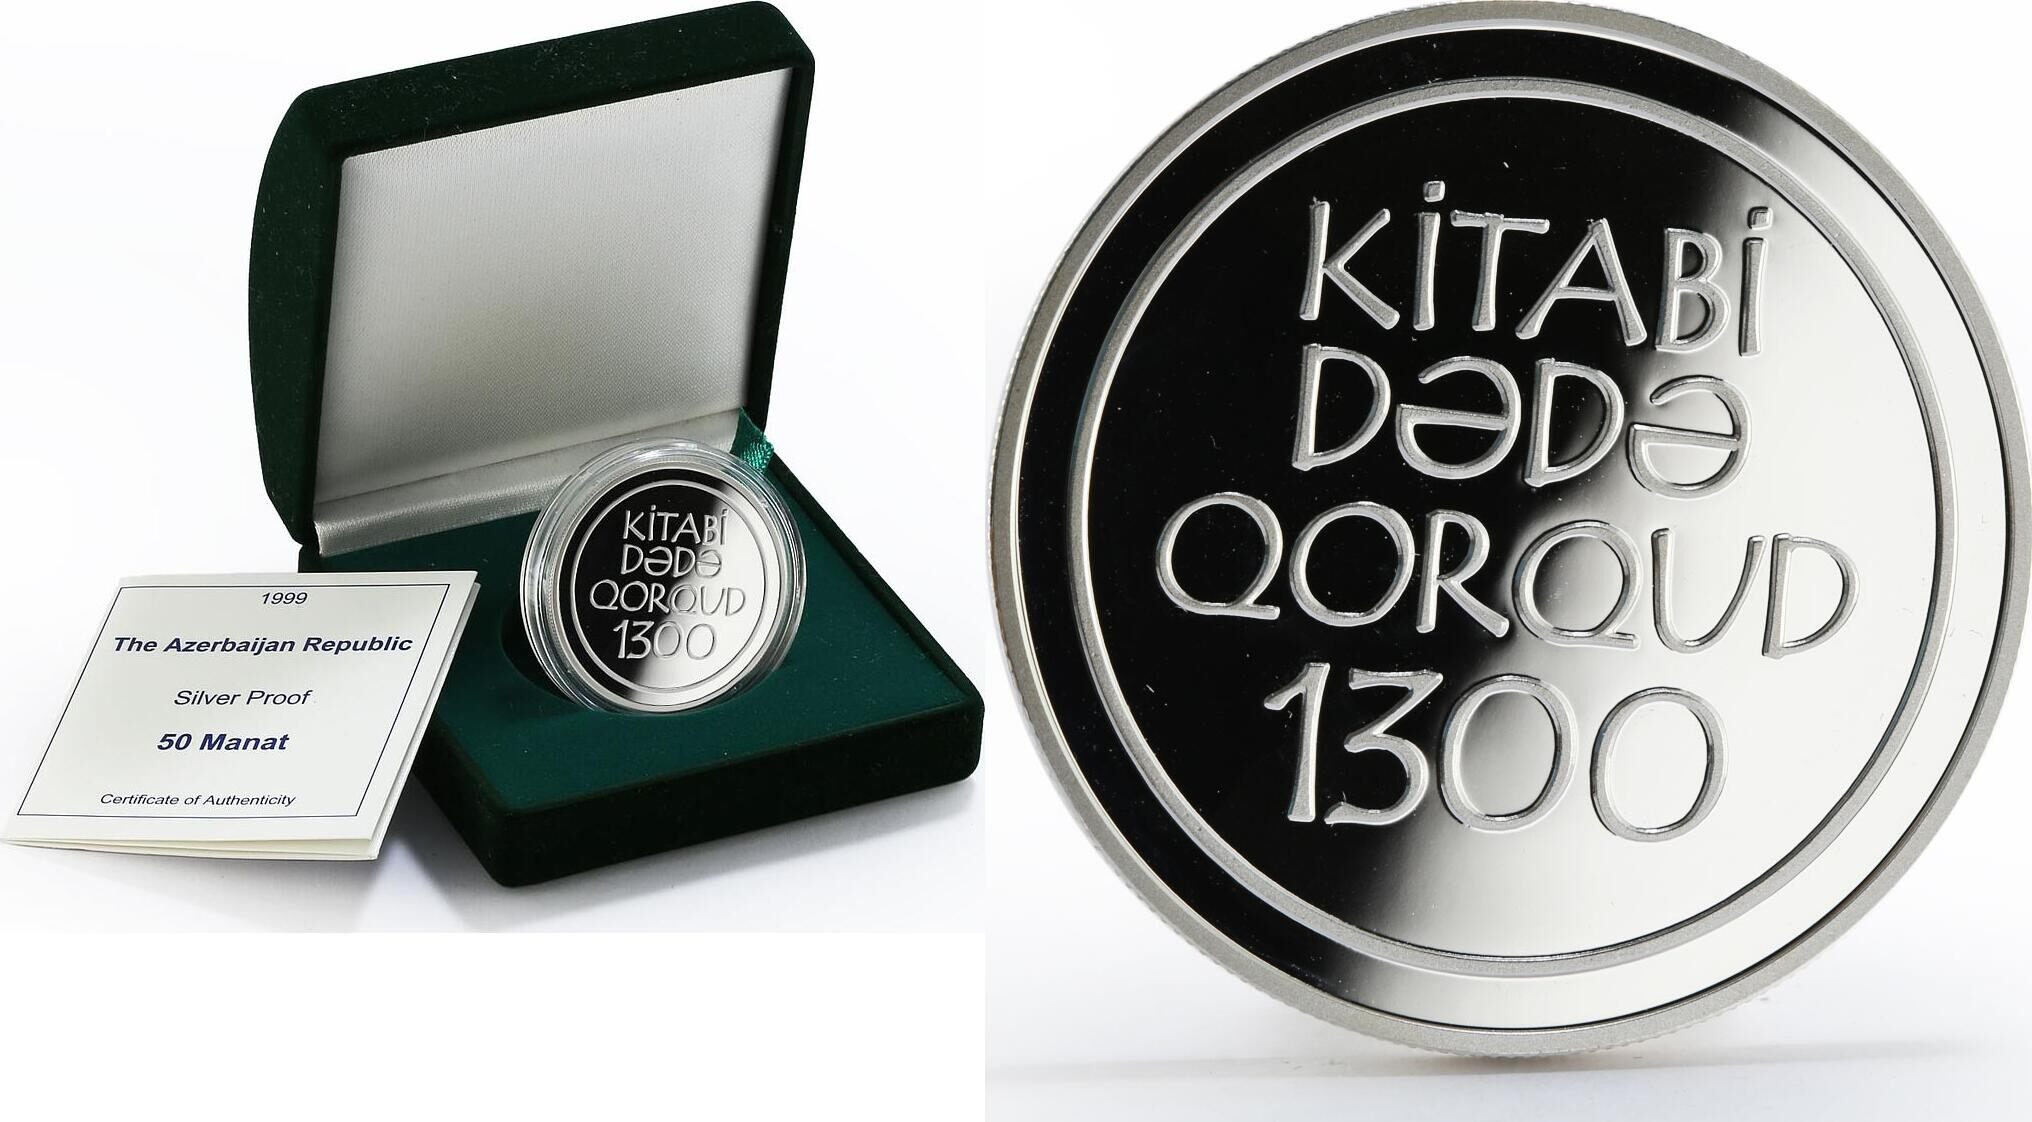 1999
The Azerbaijan Republic
Silver Proof
50 Manat
Certificate of Authenticity
KİTABİ
DƏDƏ
QORQUD
1300
KİTABİ
DƏDƏ
QORQUD
1300